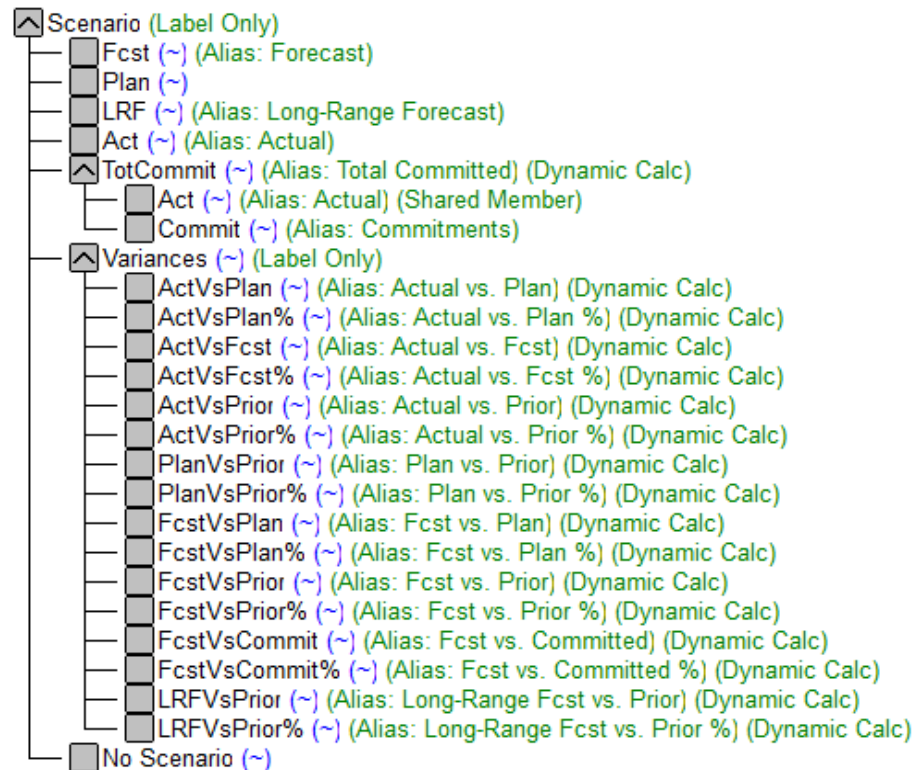 Scenario (Label Only)
Fcst (~) (Alias: Forecast)
Plan (~)
LRF (~) (Alias: Long-Range Forecast)
Act (~) (Alias: Actual)
TotCommit (~) (Alias: Total Committed) (Dynamic Calc)
Act (~) (Alias: Actual) (Shared Member)
Commit (~) (Alias: Commitments)
Variances (~) (Label Only)
ActVsPlan (~) (Alias: Actual vs. Plan) (Dynamic Calc)
ActVsPlan% (~) (Alias: Actual vs. Plan %) (Dynamic Calc)
ActVsFcst (~) (Alias: Actual vs. Fcst) (Dynamic Calc)
ActVsFcst% (~) (Alias: Actual vs. Fcst %) (Dynamic Calc)
ActVsPrior (~) (Alias: Actual vs. Prior) (Dynamic Calc)
ActVsPrior% (~) (Alias: Actual vs. Prior %) (Dynamic Calc)
PlanVsPrior (~) (Alias: Plan vs. Prior) (Dynamic Calc)
PlanVsPrior% (~) (Alias: Plan vs. Prior %) (Dynamic Calc)
FcstVsPlan (~) (Alias: Fcst vs. Plan) (Dynamic Calc)
FcstVsPlan% (~) (Alias: Fcst vs. Plan %) (Dynamic Calc)
FcstVsPrior (~) (Alias: Fcst vs. Prior) (Dynamic Calc)
FcstVsPrior% (~) (Alias: Fcst vs. Prior %) (Dynamic Calc)
FcstVsCommit (~) (Alias: Fcst vs. Committed) (Dynamic Calc)
FcstVsCommit% (~) (Alias: Fcst vs. Committed %) (Dynamic Calc)
LRFVsPrior (~) (Alias: Long-Range Fcst vs. Prior) (Dynamic Calc)
LRFVsPrior% (~) (Alias: Long-Range Fcst vs. Prior %) (Dynamic Calc)
No Scenario (~)